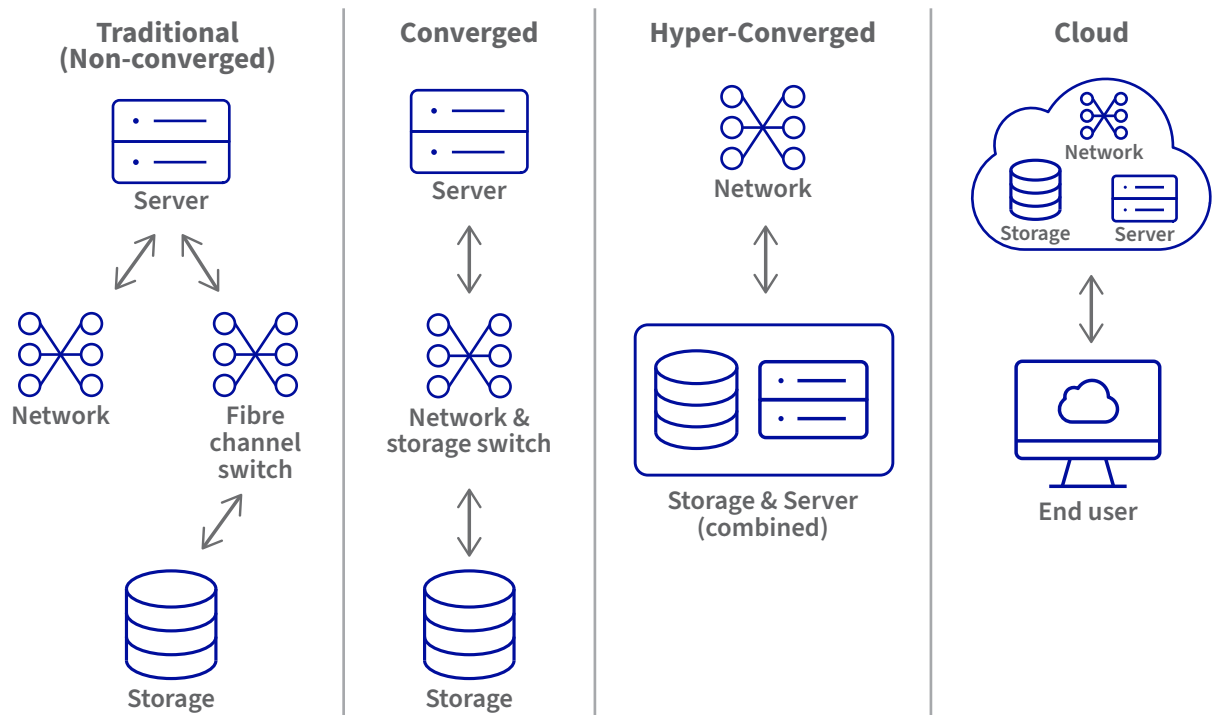 Traditional
(Non-converged)
Server
Network
Fibre
channel
switch
Storage
Converged
Server
Network &
storage switch
Storage
Hyper-Converged
Network
Storage & Server
(combined)
Cloud
Network
Storage
Server
End user